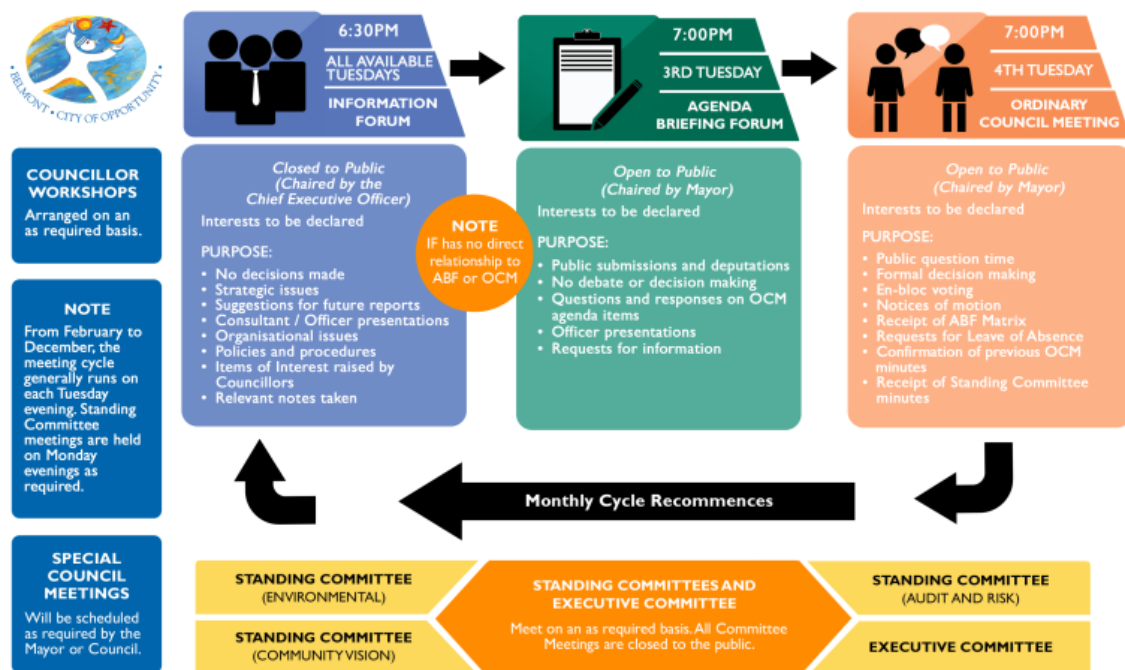 BELMONT • CITY OF OPPORTUNITY
6:30PM
ALL AVAILABLE
TUESDAYS
INFORMATION
FORUM
7:00PM
3RD TUESDAY
AGENDA
BRIEFING FORUM
7:00PM
4TH TUESDAY
ORDINARY
COUNCIL MEETING
COUNCILLOR
WORKSHOPS
Arranged on an
as required basis.
NOTE
From February to
December, the
meeting cycle
generally runs on
each Tuesday
evening. Standing
Committee
meetings are held
on Monday
evenings as
required.
SPECIAL
COUNCIL
MEETINGS
Will be scheduled
as required by the
Mayor or Council.
Closed to Public
(Chaired by the
Chief Executive Officer)
Interests to be declared
PURPOSE:
• No decisions made
• Strategic issues
• Suggestions for future reports
• Consultant / Officer presentations
• Organisational issues
• Policies and procedures
• Items of Interest raised by
Councillors
• Relevant notes taken
NOTE
IF has no direct
relationship to
ABF or OCM
Open to Public
(Chaired by Mayor)
Interests to be declared
PURPOSE:
• Public submissions and deputations
• No debate or decision making
• Questions and responses on OCM
agenda items
• Officer presentations
• Requests for information
Open to Public
(Chaired by Mayor)
Interests to be declared
PURPOSE:
• Public question time
• Formal decision making
• En-bloc voting
• Notices of motion
• Receipt of ABF Matrix
• Requests for Leave of Absence
• Confirmation of previous OCM
minutes
• Receipt of Standing Committee
minutes
Monthly Cycle Recommences
STANDING COMMITTEE
(ENVIRONMENTAL)
STANDING COMMITTEE
(COMMUNITY VISION)
STANDING COMMITTEES AND
EXECUTIVE COMMITTEE
Meet on an as required basis. All Committee
Meetings are closed to the public.
STANDING COMMITTEE
(AUDIT AND RISK)
EXECUTIVE COMMITTEE